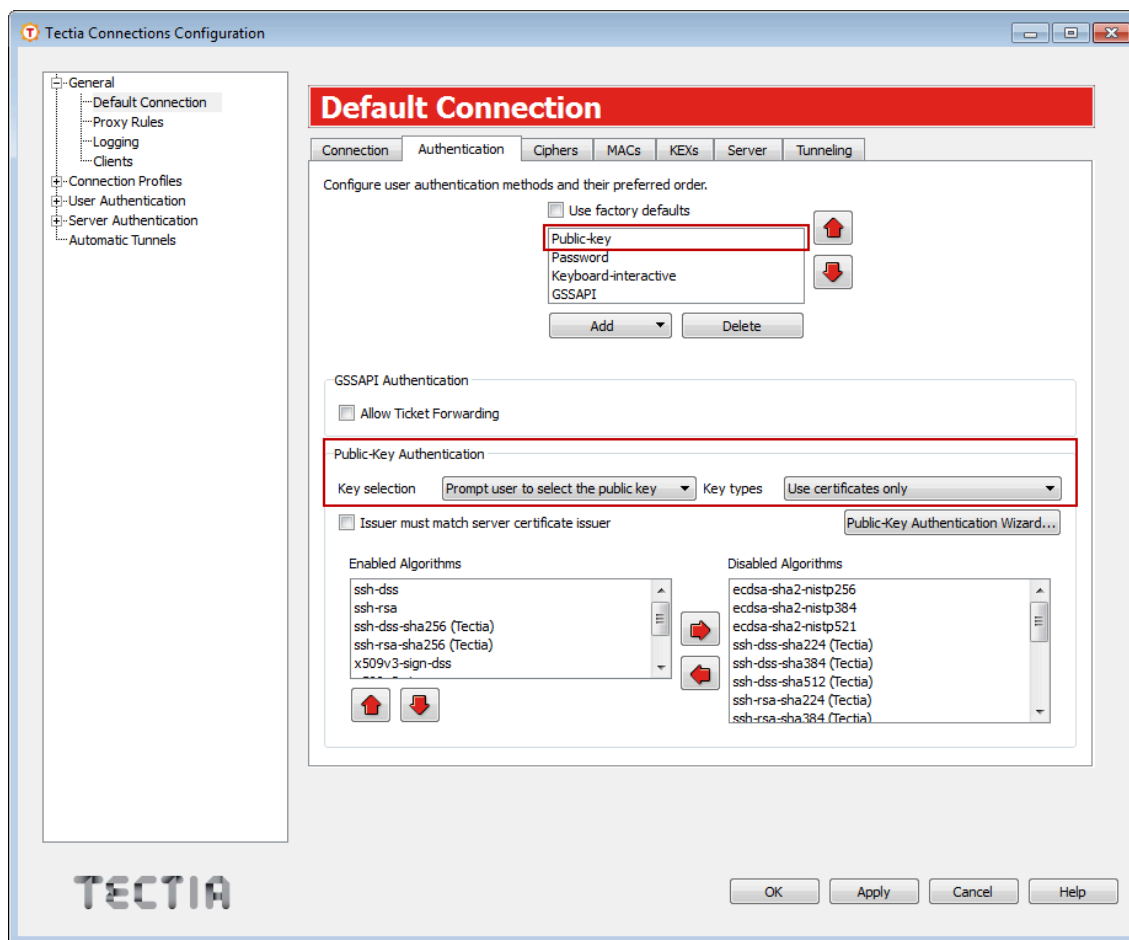 Tectia Connections Configuration
General
Default Connection
Proxy Rules
Logging
Clients
Connection Profiles
User Authentication
Server Authentication
Automatic Tunnels
Default Connection
Connection Authentication Ciphers MACs KEXs Server Tunneling
Configure user authentication methods and their preferred order.
Use factory defaults
Public-key
Password
Keyboard-interactive
GSSAPI
Add Delete
GSSAPI Authentication
Allow Ticket Forwarding
Public-Key Authentication
Key selection Prompt user to select the public key Key types Use certificates only
Issuer must match server certificate issuer Public-Key Authentication Wizard...
Enabled Algorithms
ssh-dss
ssh-rsa
ssh-dss-sha256 (Tectia)
ssh-rsa-sha256 (Tectia)
x509v3-sign-dss
Disabled Algorithms
ecdsa-sha2-nistp256
ecdsa-sha2-nistp384
ecdsa-sha2-nistp521
ssh-dss-sha224 (Tectia)
ssh-dss-sha384 (Tectia)
ssh-dss-sha512 (Tectia)
ssh-rsa-sha224 (Tectia)
ssh-rsa-sha384 (Tectia)
TECTIA
OK Apply Cancel Help